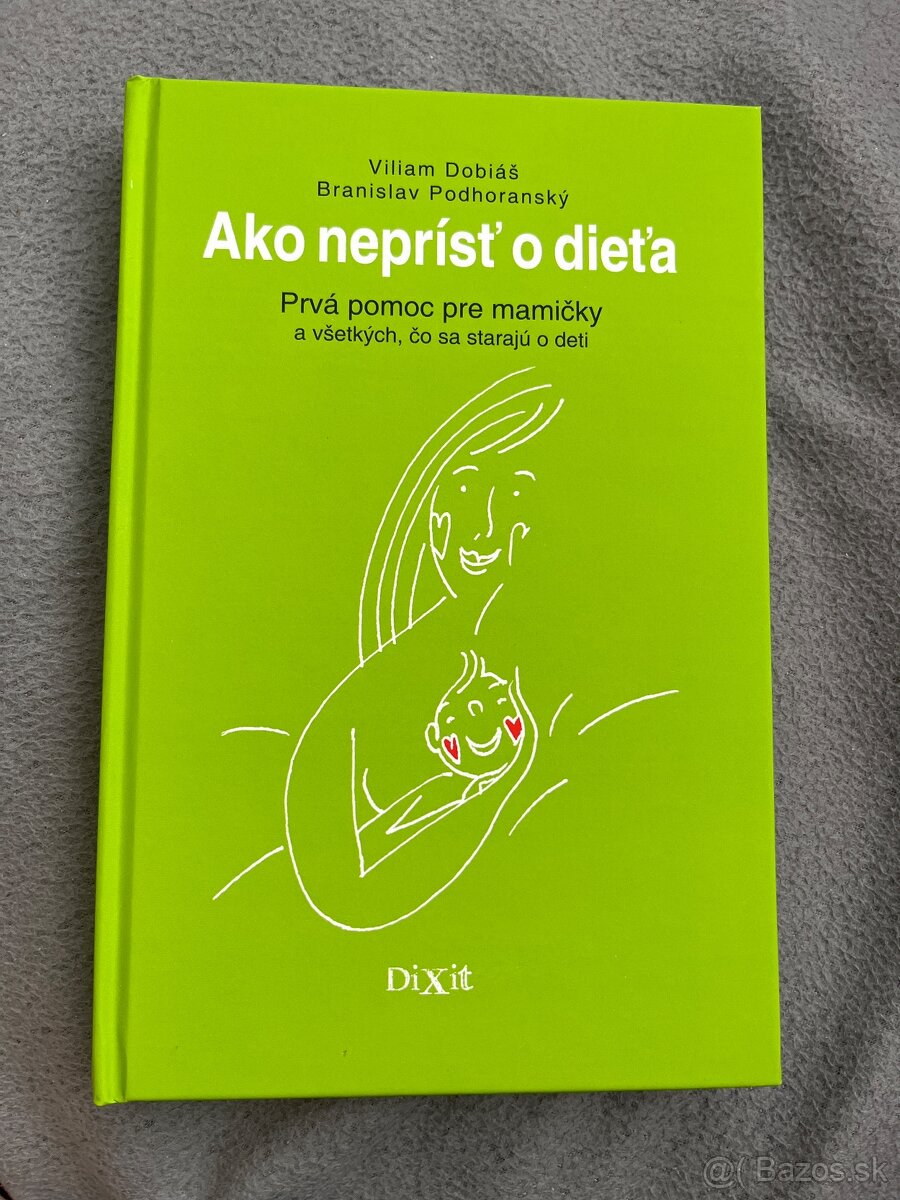 Viliam Dobiáš
Branislav Podhoranský
Ako neprísť o dieťa
Prvá pomoc pre mamičky
a všetkých, čo sa starajú o deti
DiXit
@( Bazos.sk